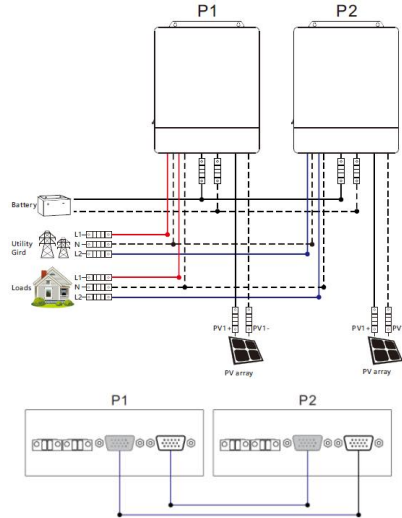 P1 P2
Battery
L1
Utility
Gird
N
L2
L1
Loads
N
L2
PV1+ PV1- PV1+ PV
PV array PV array
P1 P2